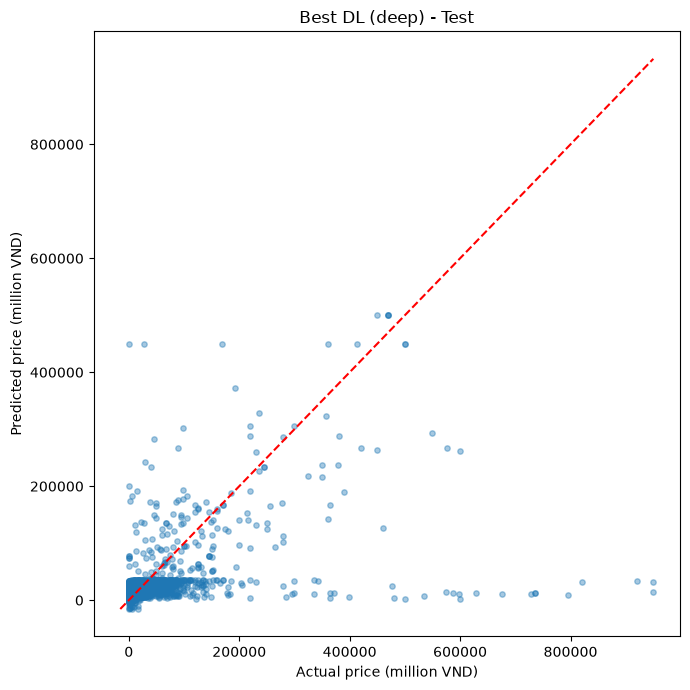 Best DL (deep) - Test
Predicted price (million VND)
800000
600000
400000
200000
0
0 200000 400000 600000 800000
Actual price (million VND)